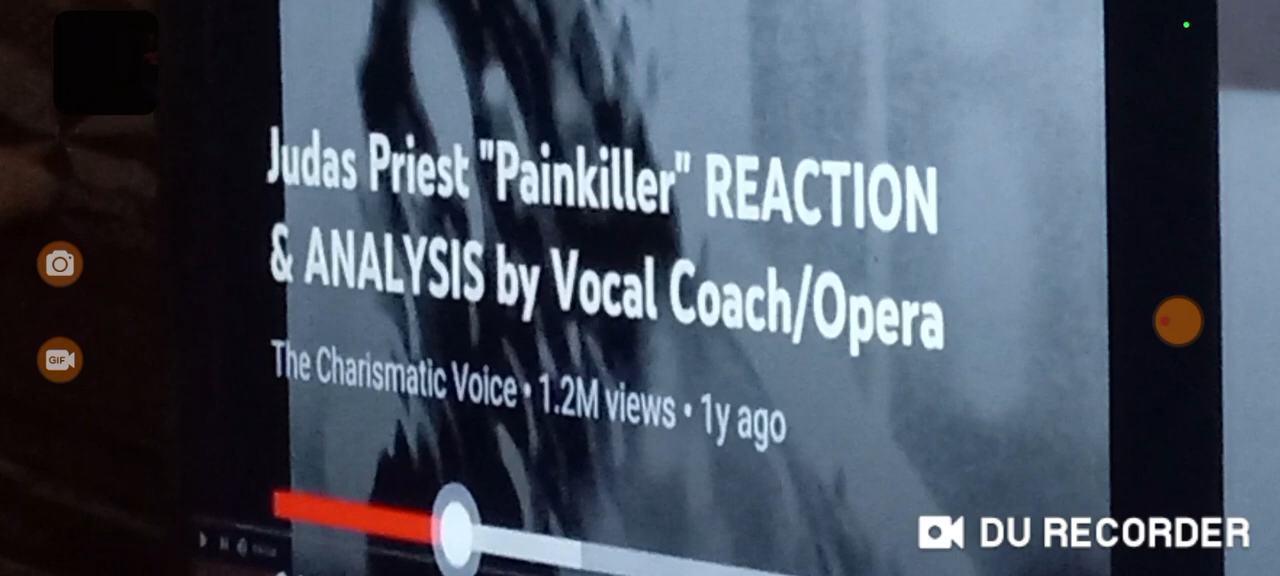 Judas Priest "Painkiller" REACTION
& ANALYSIS by Vocal Coach/Opera
The Charismatic Voice • 1.2M views • 1y ago
GIF
DU RECORDER